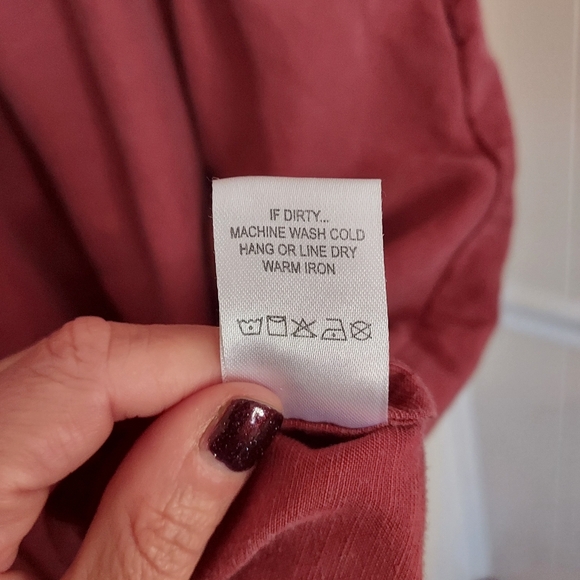 IF DIRTY...
MACHINE WASH COLD
HANG OR LINE DRY
WARM IRON